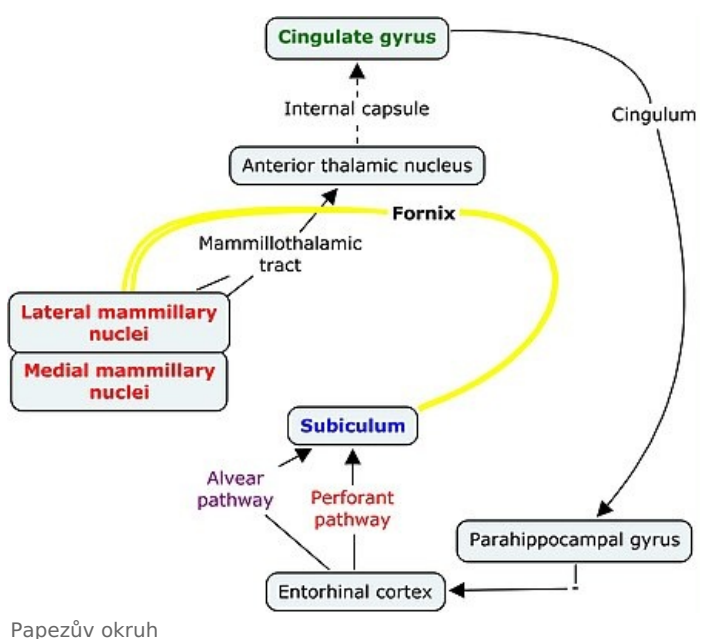 Cingulate gyrus
Internal capsule
Cingulum
Anterior thalamic nucleus
Fornix
Mammillothalamic
tract
Lateral mammillary
nuclei
Medial mammillary
nuclei
Subiculum
Alvear
pathway
Perforant
pathway
Parahippocampal gyrus
Entorhinal cortex
Papezův okruh